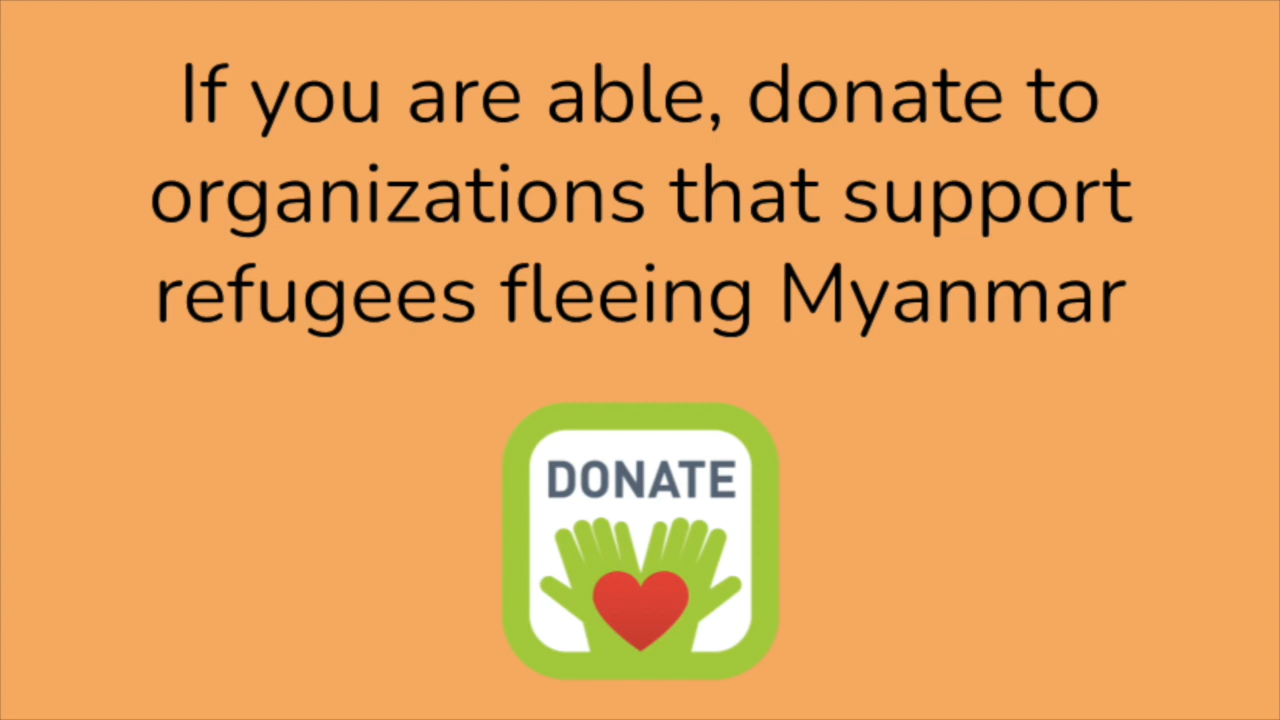 If you are able, donate to
organizations that support
refugees fleeing Myanmar
DONATE